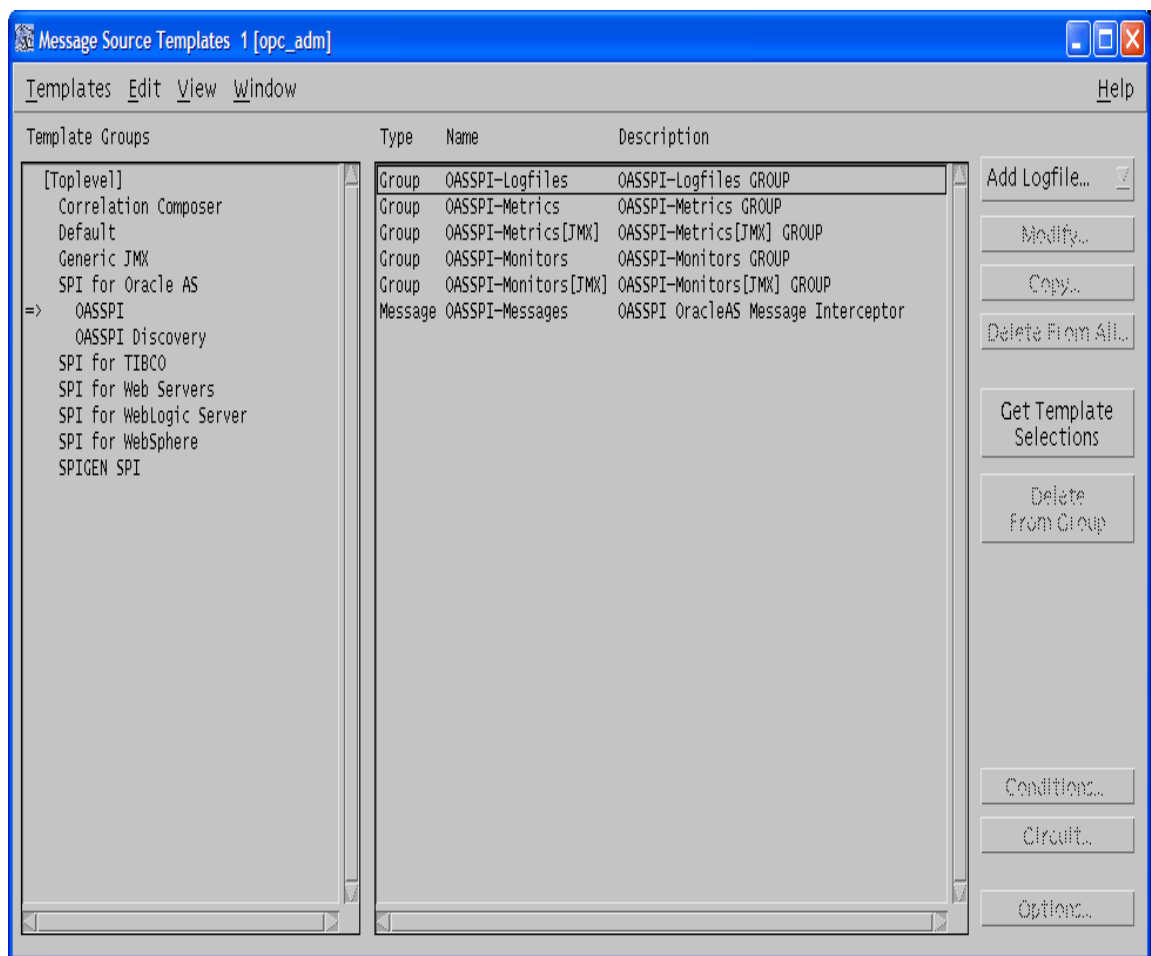 Message Source Templates 1 [opc_adm]
Templates Edit View Window Help
Template Groups
[Toplevel]
Correlation Composer
Default
Generic JMX
SPI for Oracle AS
=> OASSPI
OASSPI Discovery
SPI for TIBCO
SPI for Web Servers
SPI for WebLogic Server
SPI for WebSphere
SPIGEN SPI
Type Name Description
Group OASSPI-Logfiles OASSPI-Logfiles GROUP
Group OASSPI-Metrics OASSPI-Metrics GROUP
Group OASSPI-Metrics[JMX] OASSPI-Metrics[JMX] GROUP
Group OASSPI-Monitors OASSPI-Monitors GROUP
Group OASSPI-Monitors[JMX] OASSPI-Monitors[JMX] GROUP
Message OASSPI-Messages OASSPI OracleAS Message Interceptor
Add Logfile...
Modify...
Copy...
Delete From All...
Get Template
Selections
Delete
From Group
Conditions...
Circuit...
Options...